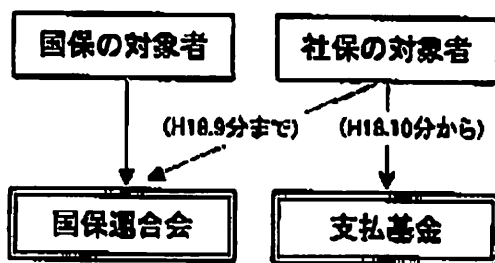 国保の対象者
社保の対象者
(H18.9分まで)
(H18.10分から)
国保連合会
支払基金